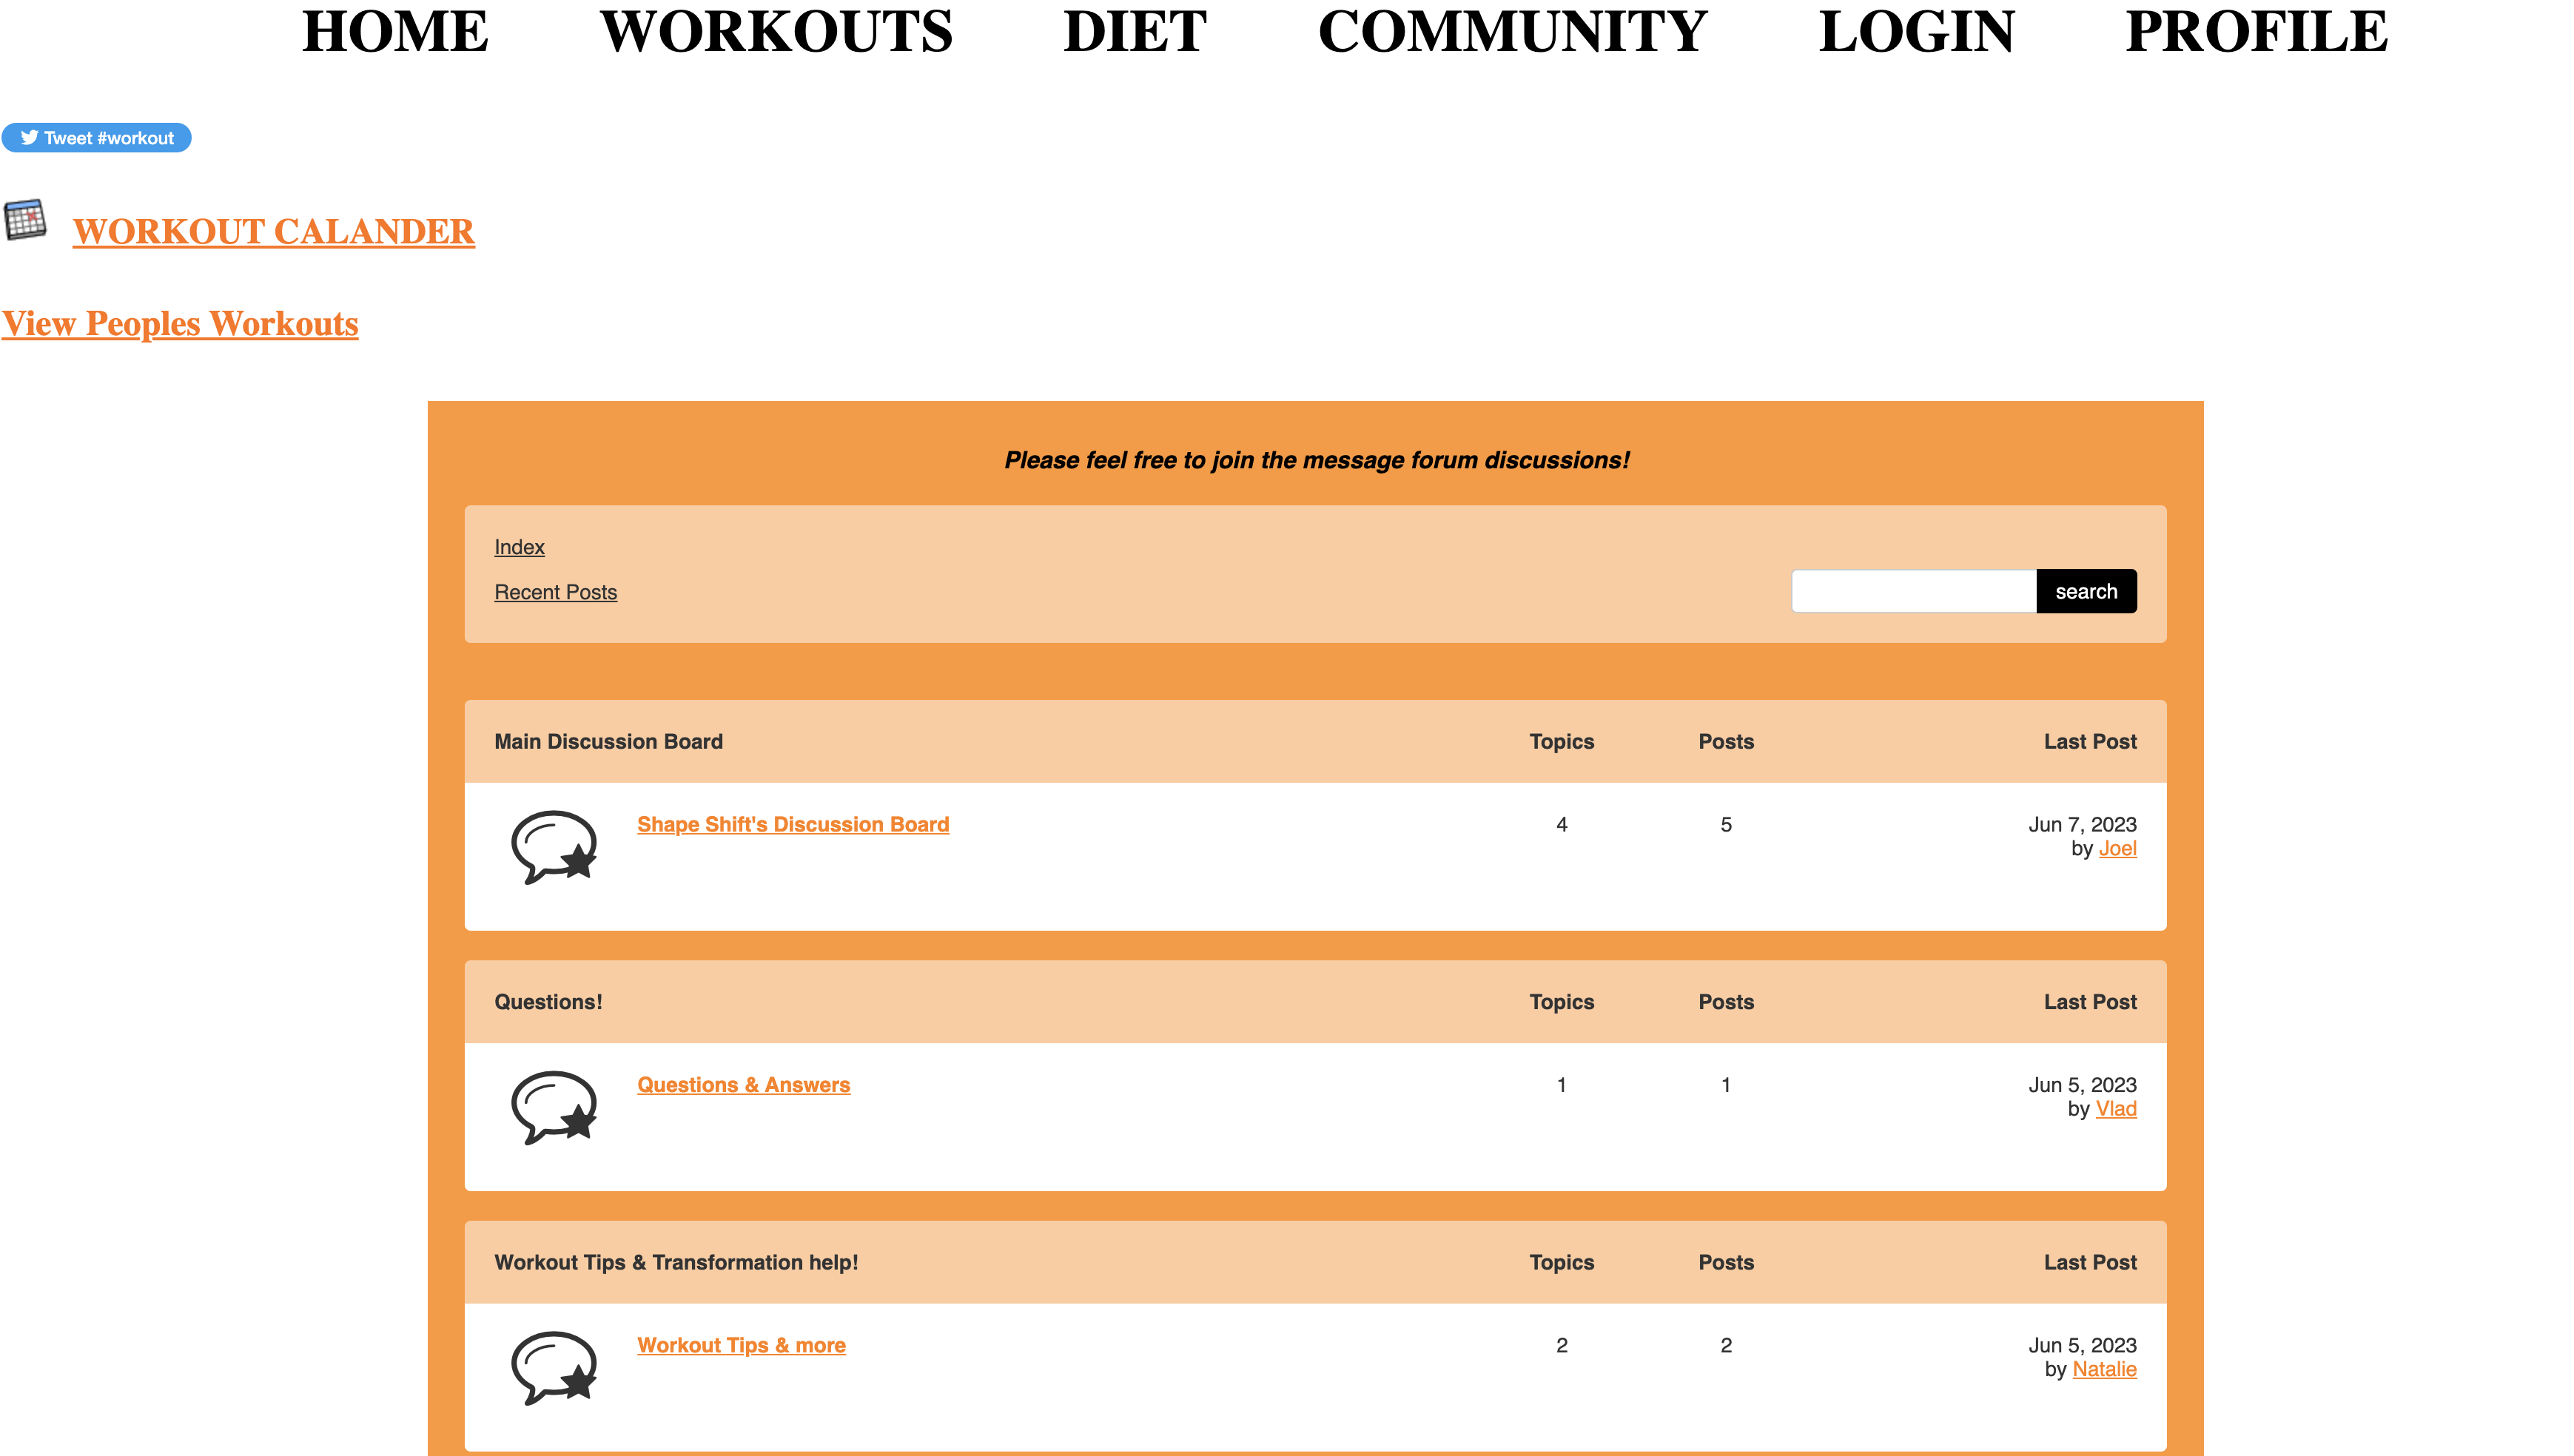 HOME WORKOUTS DIET COMMUNITY LOGIN PROFILE
Tweet #workout
WORKOUT CALANDER
View Peoples Workouts
Please feel free to join the message forum discussions!
Index
Recent Posts
search
Main Discussion Board Topics Posts Last Post
Shape Shift's Discussion Board 4 5 Jun 7, 2023
by Joel
Questions! Topics Posts Last Post
Questions & Answers 1 1 Jun 5, 2023
by Vlad
Workout Tips & Transformation help! Topics Posts Last Post
Workout Tips & more 2 2 Jun 5, 2023
by Natalie